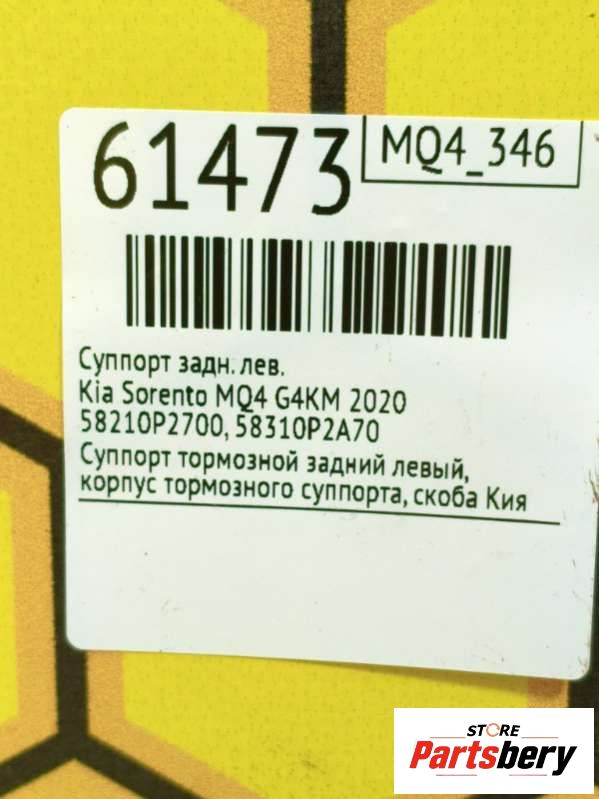 61473
MQ4_346
Суппорт задн. лев.
Kia Sorento MQ4 G4KM 2020
58210P2700, 58310P2A70
Суппорт тормозной задний левый,
корпус тормозного суппорта, скоба Кия
STORE
Partsbery